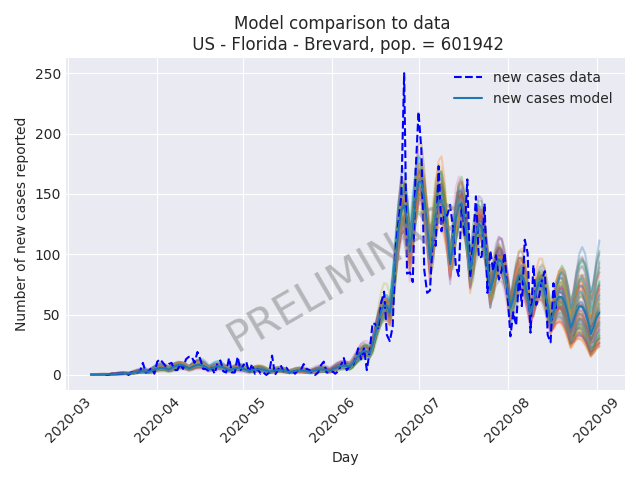 Model comparison to data
US - Florida - Brevard, pop. = 601942
new cases data
new cases model
Number of new cases reported
250
200
150
100
50
0
2020-03
2020-04
2020-05
2020-06
2020-07
2020-08
2020-09
Day